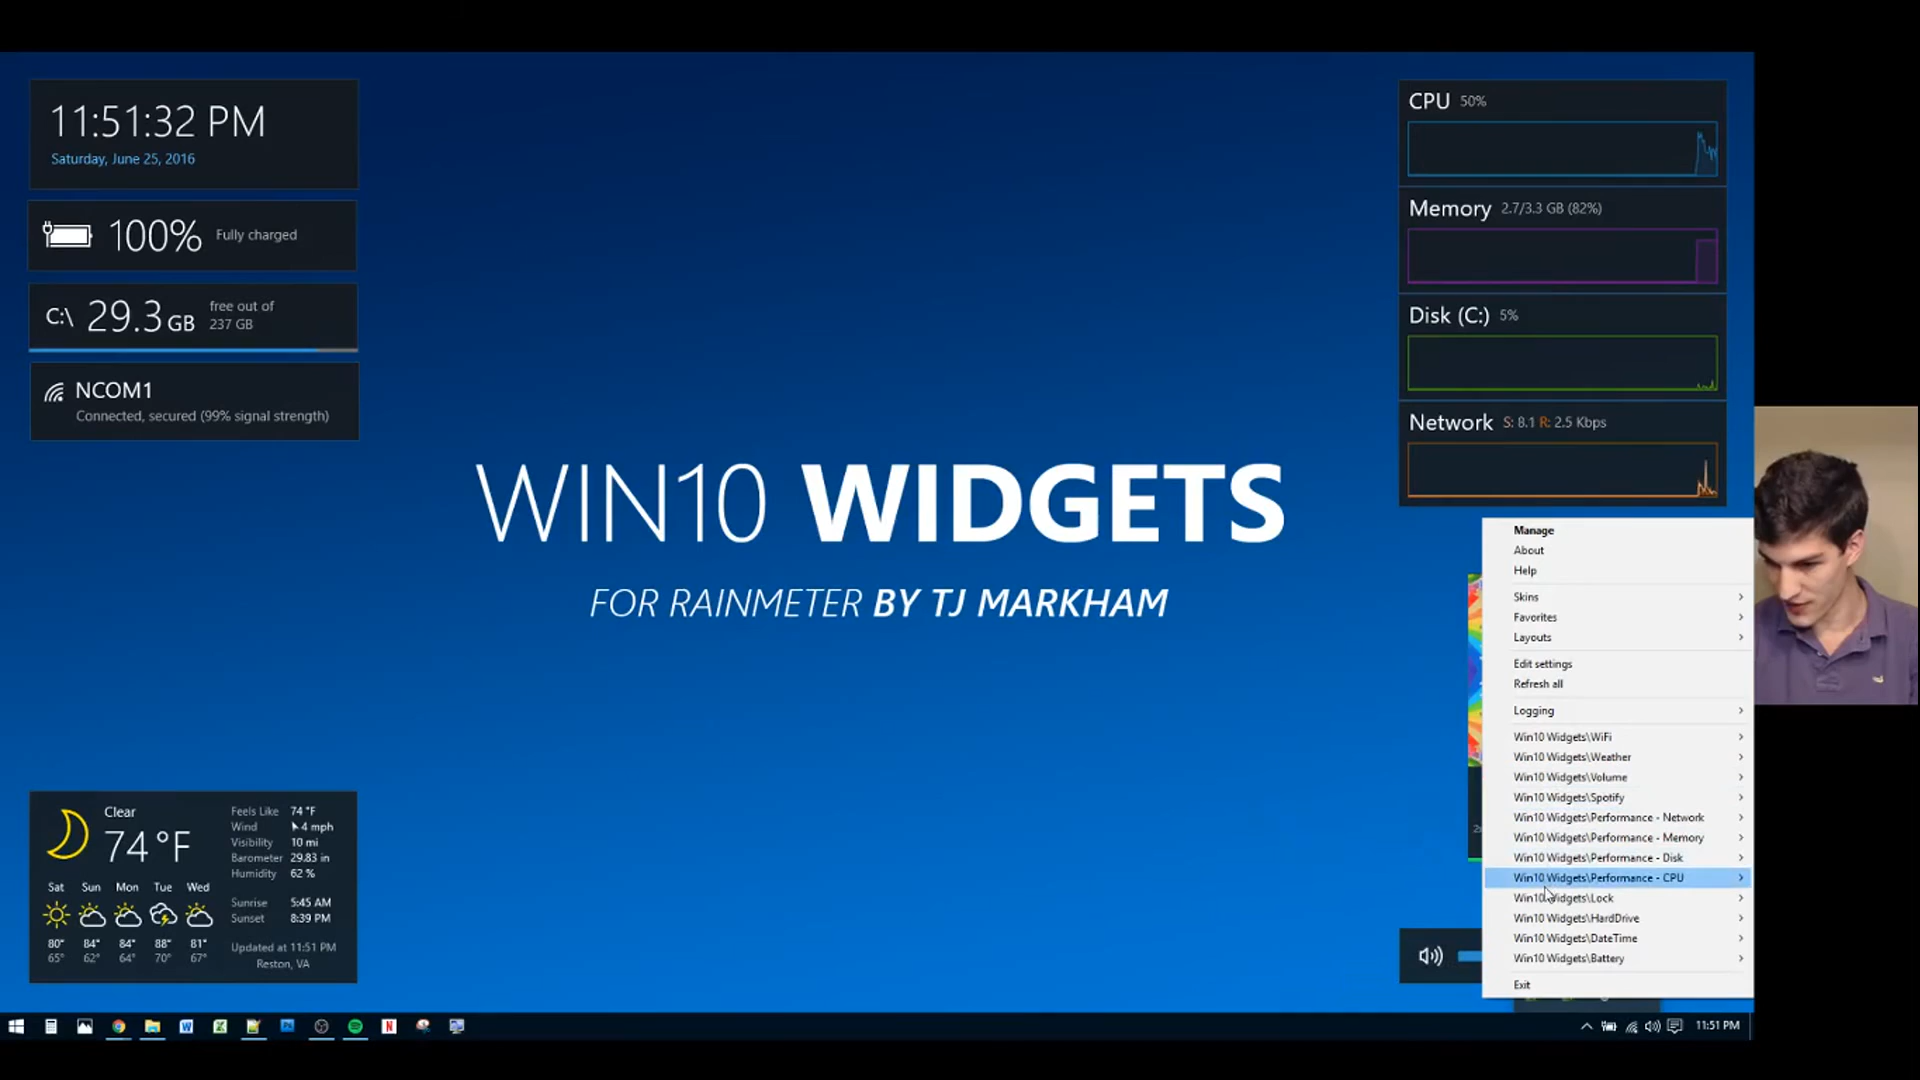 11:51:32 PM
Saturday, June 25, 2016
100% Fully charged
C:\ 29.3 GB free out of
237 GB
NCOM1
Connected, secured (99% signal strength)
WIN10 WIDGETS
FOR RAINMETER BY TJ MARKHAM
Clear
74 °F
Feels Like 74 °F
Wind 4 mph
Visibility 10 mi
Barometer 29.83 in
Humidity 62 %
Sat Sun Mon Tue Wed
80° 84° 84° 88° 81°
65° 62° 64° 70° 67°
Sunrise 5:45 AM
Sunset 8:39 PM
Updated at 11:51 PM
Reston, VA
CPU 50%
Memory 2.7/3.3 GB (82%)
Disk (C:) 5%
Network S: 8.1 R: 2.5 Kbps
Manage
About
Help
Skins
Favorites
Layouts
Edit settings
Refresh all
Logging
Win10 Widgets\WiFi
Win10 Widgets\Weather
Win10 Widgets\Volume
Win10 Widgets\Spotify
Win10 Widgets\Performance - Network
Win10 Widgets\Performance - Memory
Win10 Widgets\Performance - Disk
Win10 Widgets\Performance - CPU
Win10 Widgets\Lock
Win10 Widgets\HardDrive
Win10 Widgets\DateTime
Win10 Widgets\Battery
Exit
11:51 PM